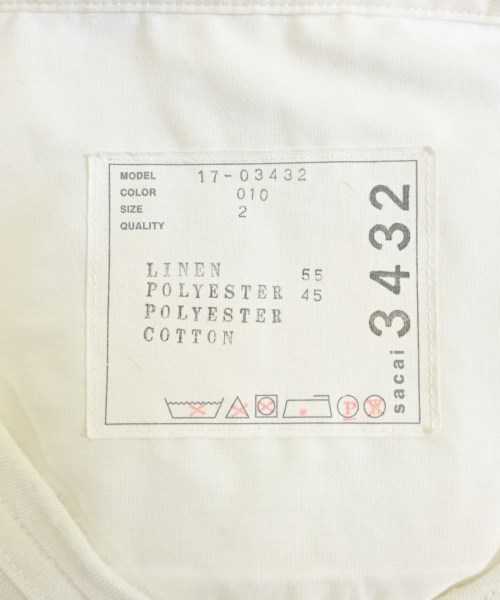 MODEL 17-03432
COLOR 010
SIZE 2
QUALITY
LINEN 55
POLYESTER 45
POLYESTER
COTTON
P
W
sacai 3432